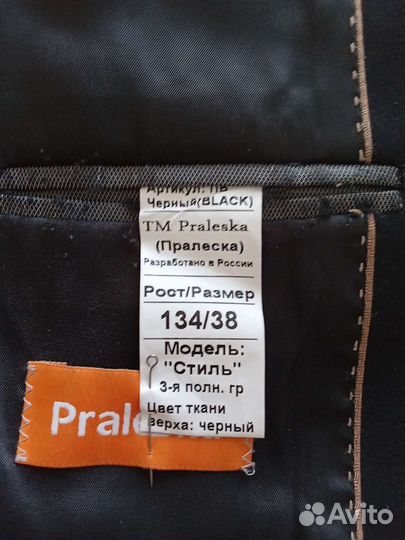 Артикул: ПВ
Черный(BLACK)
TM Praleska
(Пралеска)
Разработано в России
Рост/Размер
134/38
Модель:
"Стиль"
3-я полн. гр
Цвет ткани
верха: черный
Prale
Avito